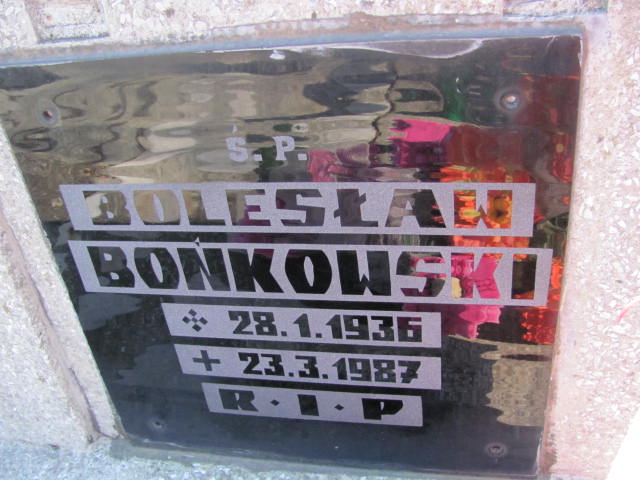 Ś. P.
BOLESŁAW
BOŃKOWSKI
28.1.1936
+ 23.3.1987
R·I·P